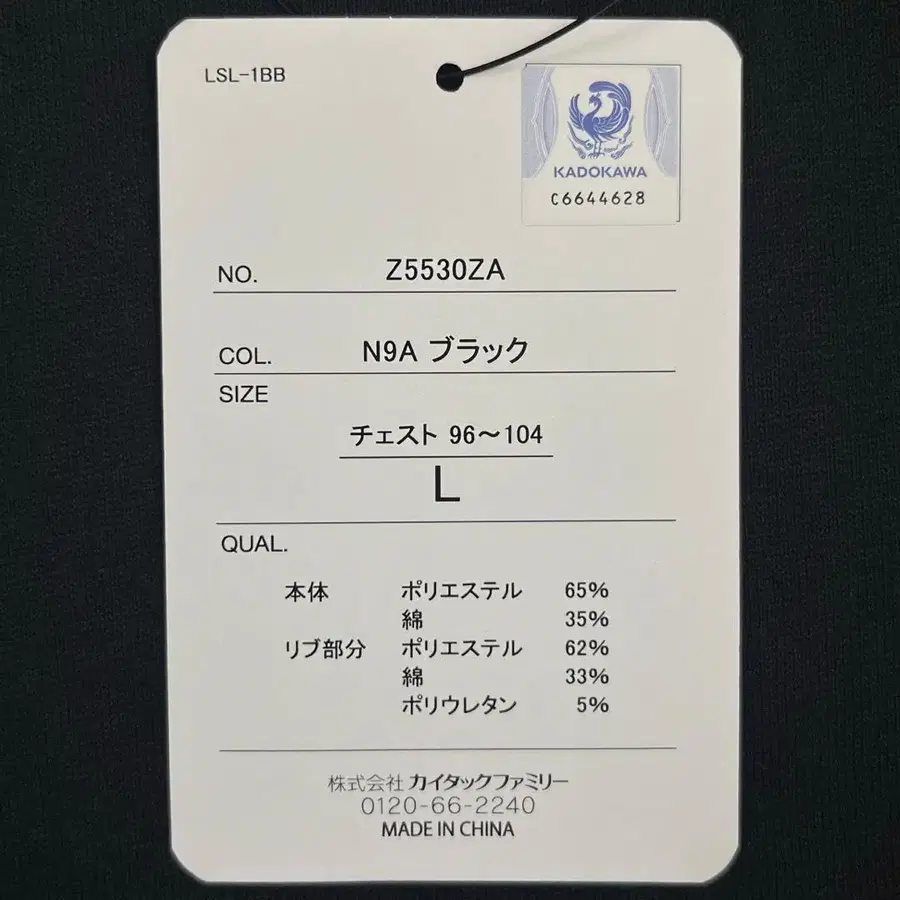 LSL-1BB
KADOKAWA
C6644628
NO. Z5530ZA
COL. N9A ブラック
SIZE
チェスト 96～104
L
QUAL.
本体 ポリエステル 65%
綿 35%
リブ部分 ポリエステル 62%
綿 33%
ポリウレタン 5%
株式会社 カイタックファミリー
0120-66-2240
MADE IN CHINA